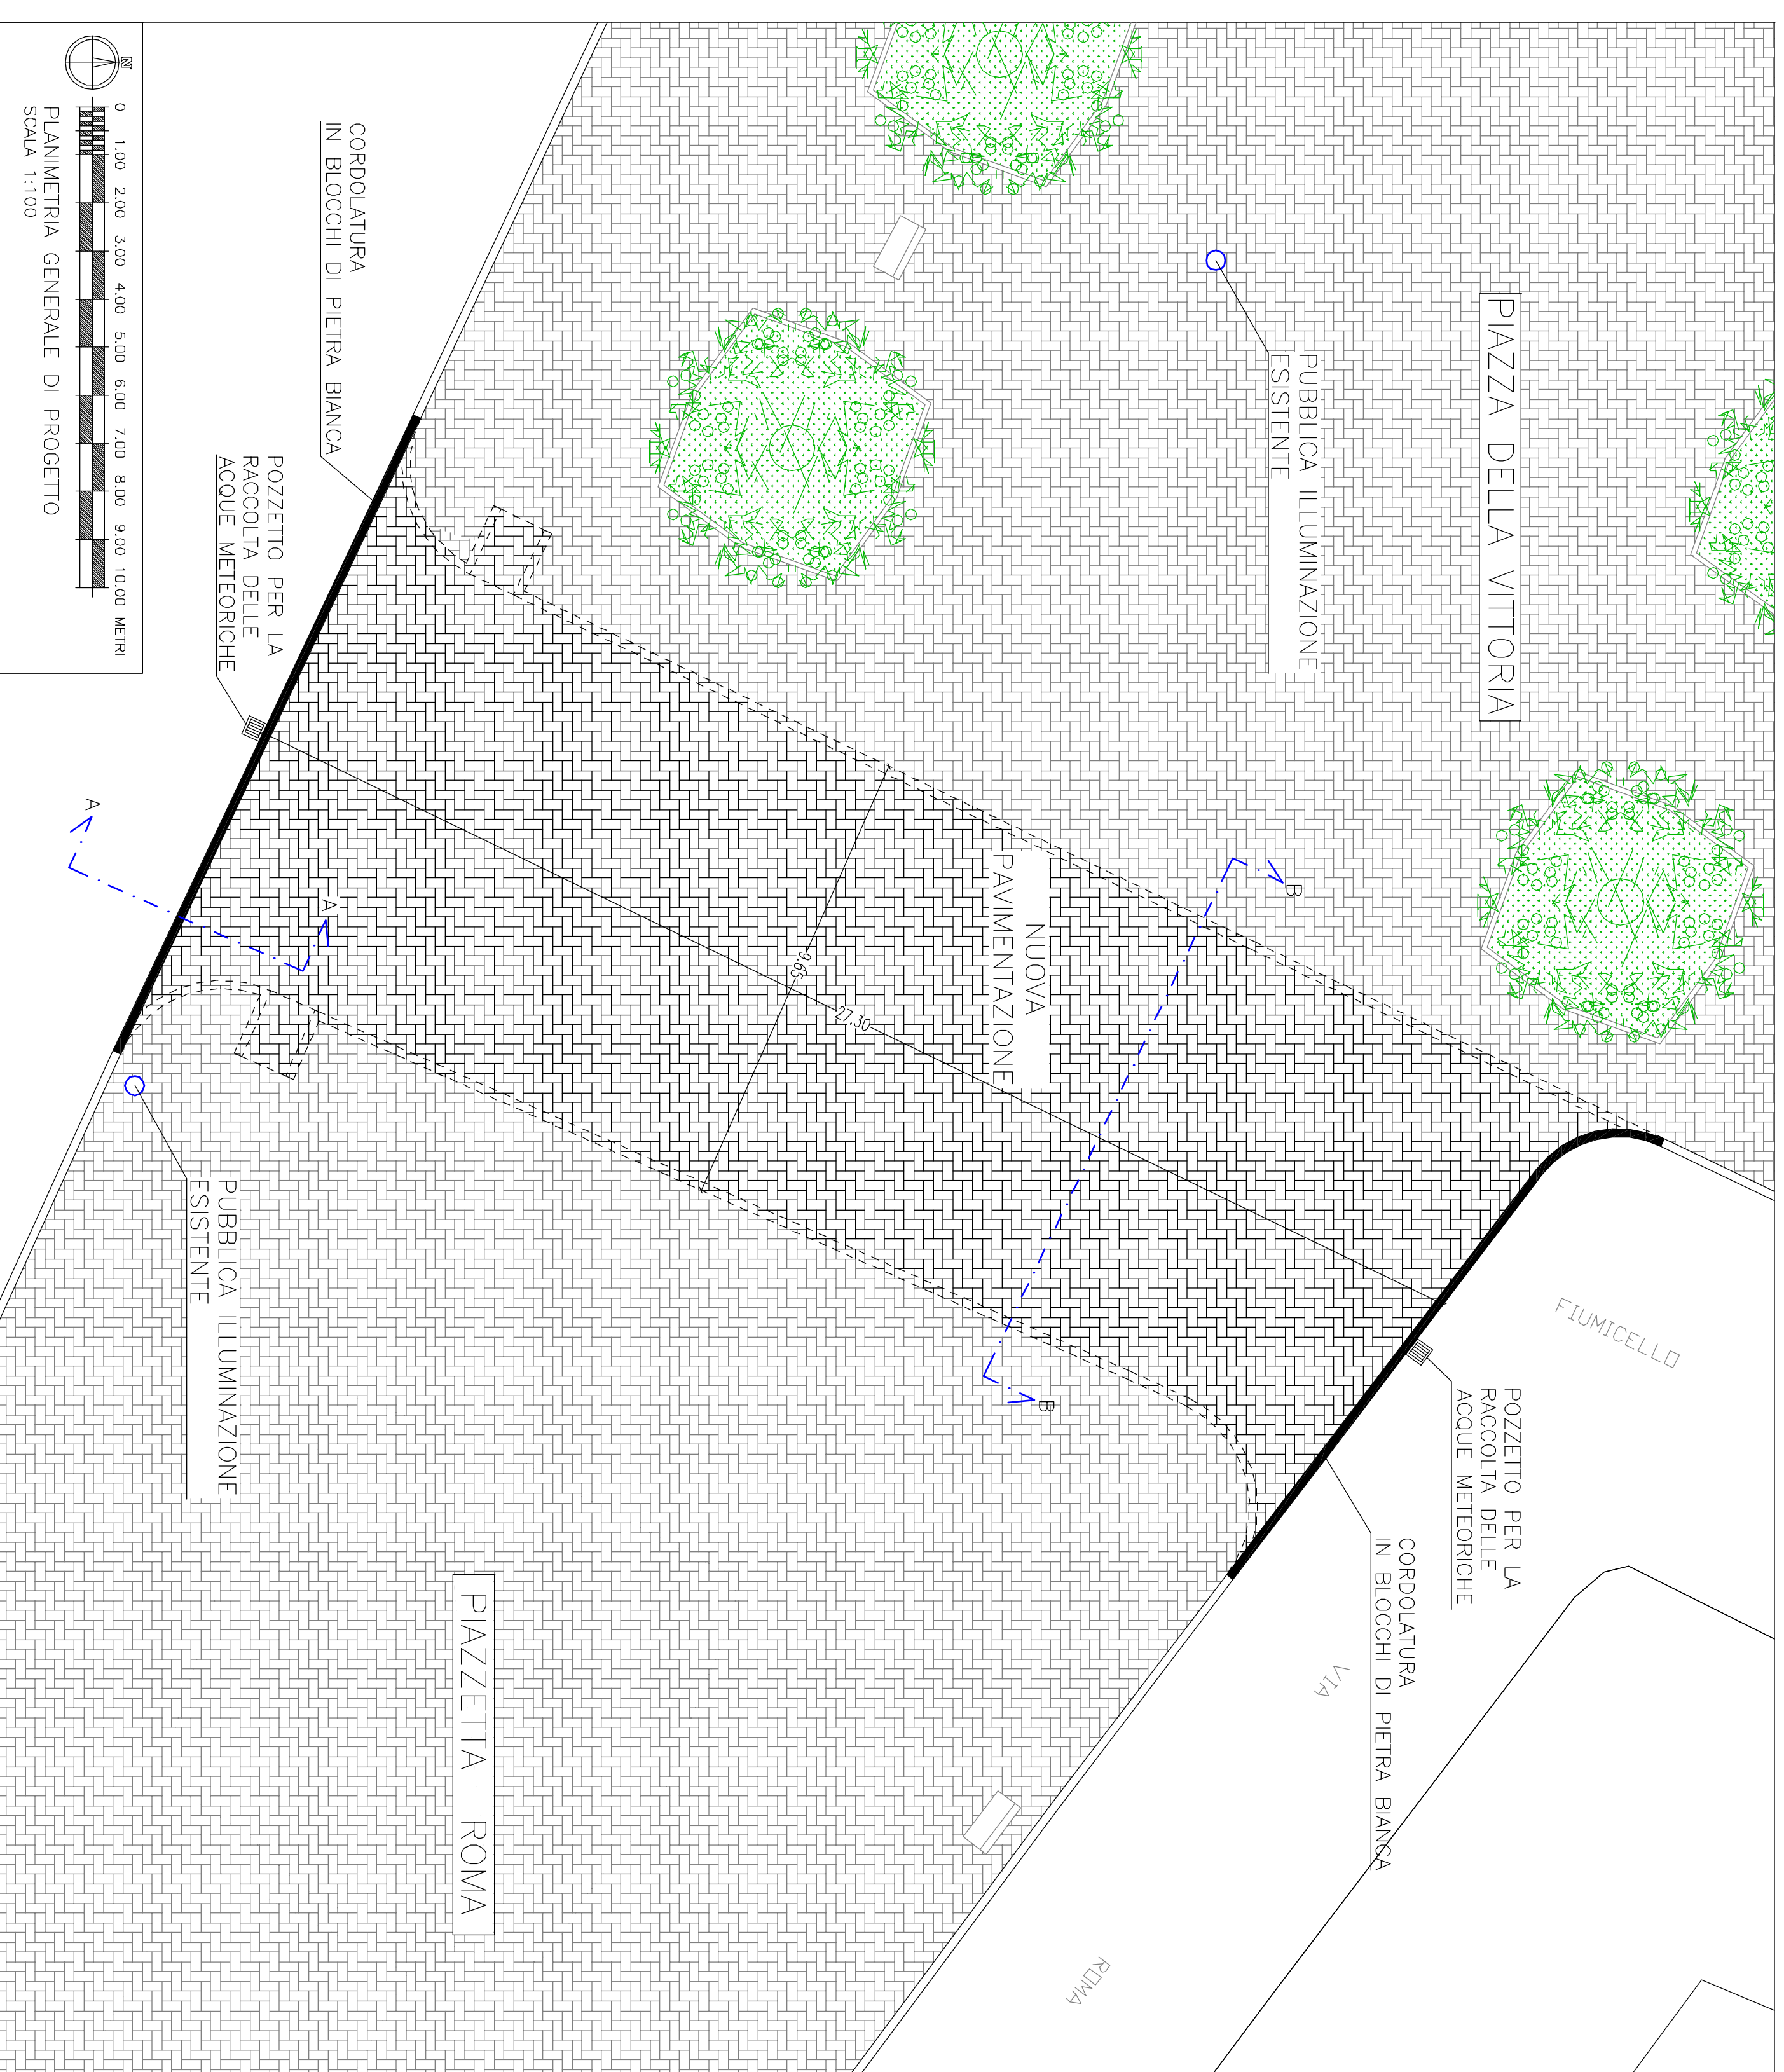 PIAZZA DELLA VITTORIA
PUBBLICA ILLUMINAZIONE
ESISTENTE
FIUMICELLO
POZZETTO PER LA
RACCOLTA DELLE
ACQUE METEORICHE
CORDOLATURA
IN BLOCCHI DI PIETRA BIANCA
VIA
ROMA
B
B
NUOVA
PAVIMENTAZIONE
9.65
27.30
CORDOLATURA
IN BLOCCHI DI PIETRA BIANCA
POZZETTO PER LA
RACCOLTA DELLE
ACQUE METEORICHE
A
A
PUBBLICA ILLUMINAZIONE
ESISTENTE
PIAZZETTA ROMA
N
0 1.00 2.00 3.00 4.00 5.00 6.00 7.00 8.00 9.00 10.00 METRI
PLANIMETRIA GENERALE DI PROGETTO
SCALA 1:100